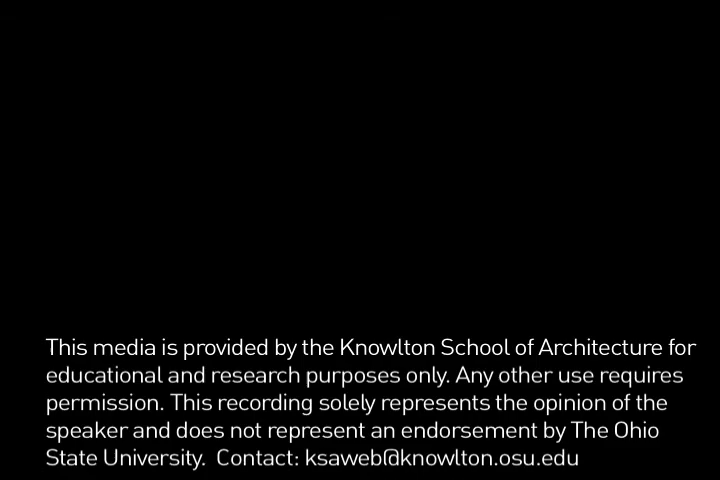 This media is provided by the Knowlton School of Architecture for
educational and research purposes only. Any other use requires
permission. This recording solely represents the opinion of the
speaker and does not represent an endorsement by The Ohio
State University.  Contact: ksaweb@knowlton.osu.edu